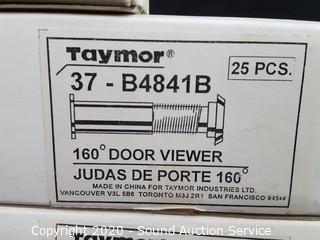 Taymor®
25 PCS.
37 - B4841B
160° DOOR VIEWER
JUDAS DE PORTE 160°
MADE IN CHINA FOR TAYMOR INDUSTRIES LTD.
VANCOUVER V3L 5B6 TORONTO M3J 2R1 SAN FRANCISCO 94544
Copyright 2020 - Sound Auction Service